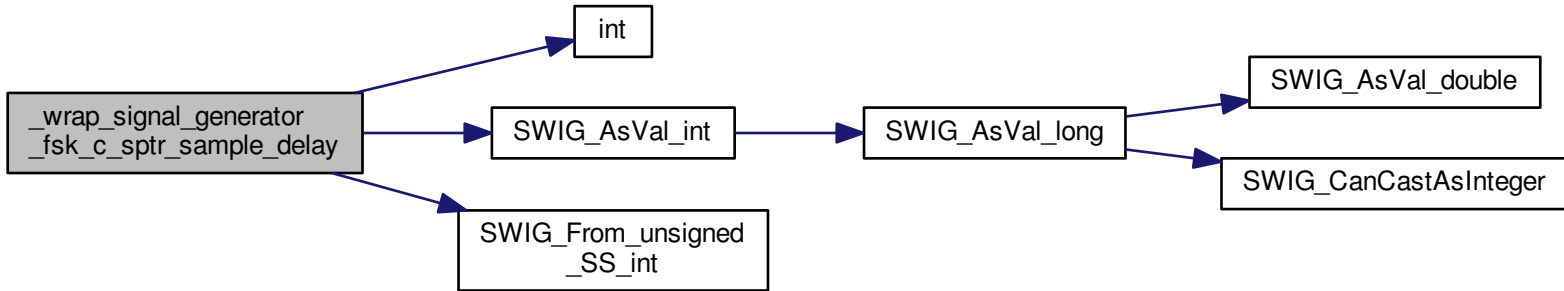 int
_wrap_signal_generator
_fsk_c_sptr_sample_delay
SWIG_AsVal_int
SWIG_From_unsigned
_SS_int
SWIG_AsVal_long
SWIG_AsVal_double
SWIG_CanCastAsInteger